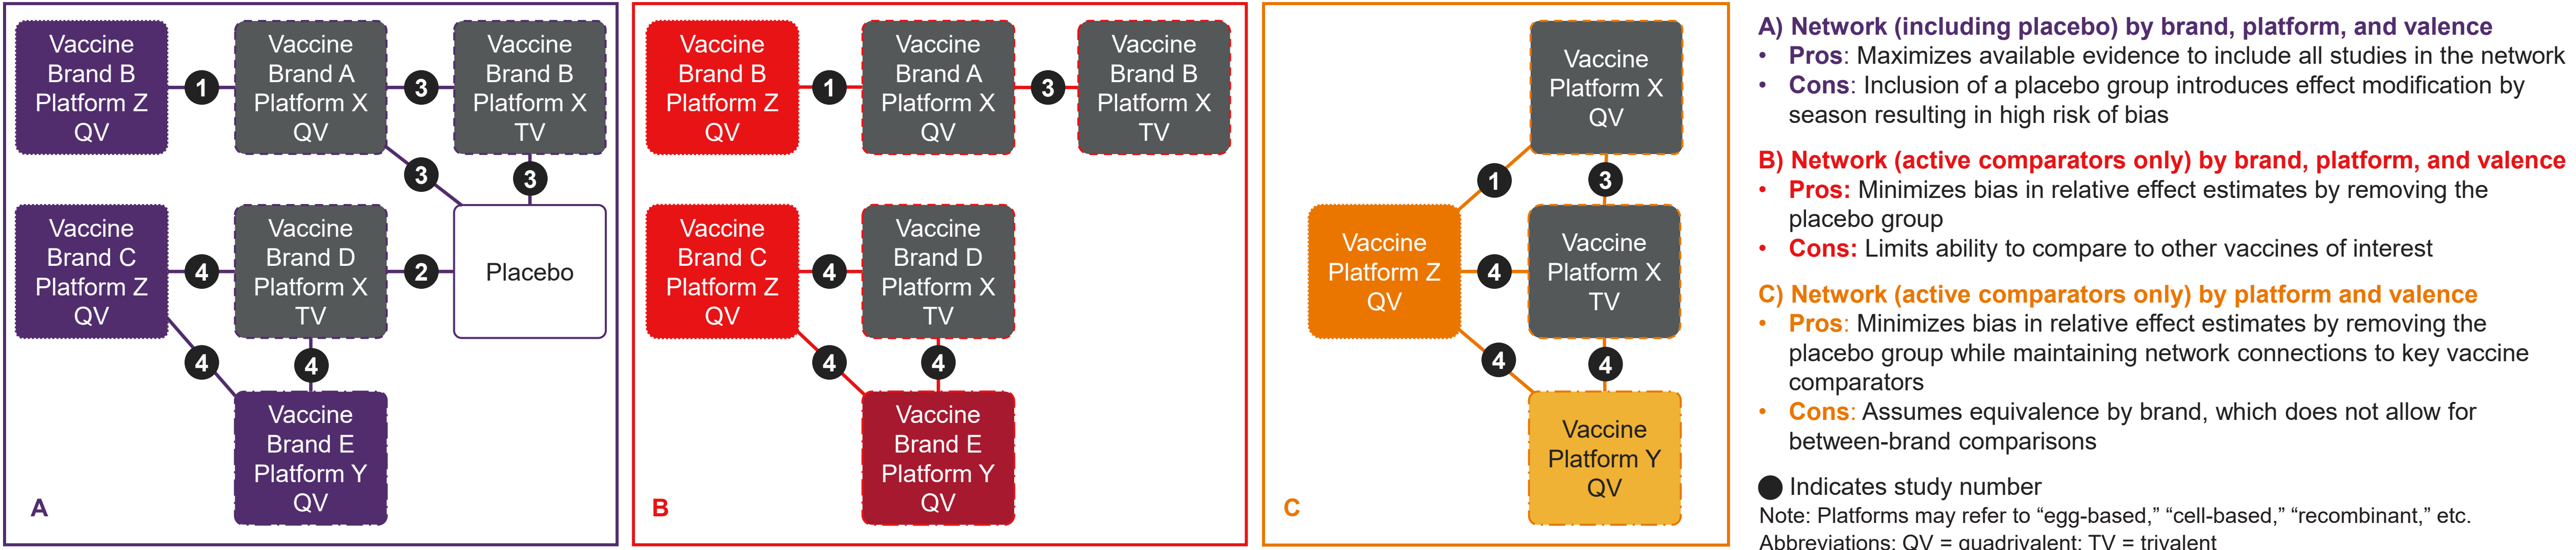 Vaccine
Brand B
Platform Z
QV
1
Vaccine
Brand A
Platform X
QV
3
Vaccine
Brand B
Platform X
TV
3
3
Vaccine
Brand C
Platform Z
QV
4
Vaccine
Brand D
Platform X
TV
2
Placebo
4
4
Vaccine
Brand E
Platform Y
QV
A
Vaccine
Brand B
Platform Z
QV
1
Vaccine
Brand A
Platform X
QV
3
Vaccine
Brand B
Platform X
TV
Vaccine
Brand C
Platform Z
QV
4
Vaccine
Brand D
Platform X
TV
4
4
Vaccine
Brand E
Platform Y
QV
B
Vaccine
Platform X
QV
1
3
Vaccine
Platform Z
QV
4
Vaccine
Platform X
TV
4
4
Vaccine
Platform Y
QV
C
A) Network (including placebo) by brand, platform, and valence
• Pros: Maximizes available evidence to include all studies in the network
• Cons: Inclusion of a placebo group introduces effect modification by
season resulting in high risk of bias
B) Network (active comparators only) by brand, platform, and valence
• Pros: Minimizes bias in relative effect estimates by removing the
placebo group
• Cons: Limits ability to compare to other vaccines of interest
C) Network (active comparators only) by platform and valence
• Pros: Minimizes bias in relative effect estimates by removing the
placebo group while maintaining network connections to key vaccine
comparators
• Cons: Assumes equivalence by brand, which does not allow for
between-brand comparisons
Indicates study number
Note: Platforms may refer to “egg-based,” “cell-based,” “recombinant,” etc.
Abbreviations: QV = quadrivalent; TV = trivalent